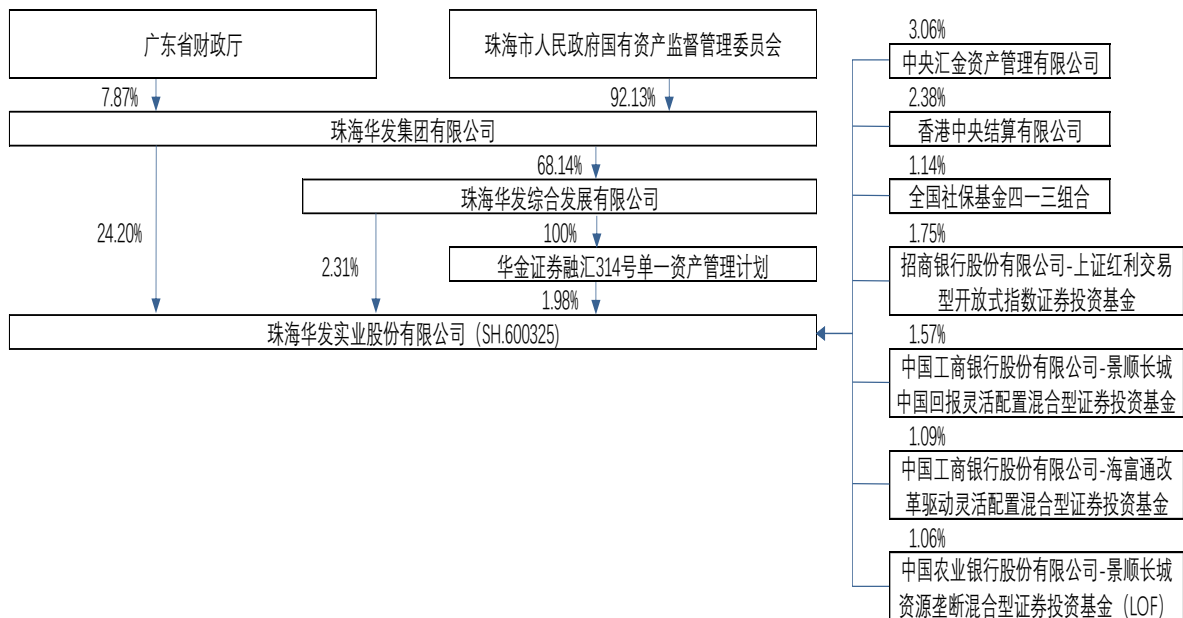 广东省财政厅
珠海市人民政府国有资产监督管理委员会
7.87%
92.13%
珠海华发集团有限公司
68.14%
珠海华发综合发展有限公司
24.20%
2.31%
100%
华金证券融汇314号单一资产管理计划
1.98%
珠海华发实业股份有限公司（SH.600325)
3.06%
中央汇金资产管理有限公司
2.38%
香港中央结算有限公司
1.14%
全国社保基金四一三组合
1.75%
招商银行股份有限公司-上证红利交易
型开放式指数证券投资基金
1.57%
中国工商银行股份有限公司-景顺长城
中国回报灵活配置混合型证券投资基金
1.09%
中国工商银行股份有限公司-海富通改
革驱动灵活配置混合型证券投资基金
1.06%
中国农业银行股份有限公司-景顺长城
资源垄断混合型证券投资基金（LOF）